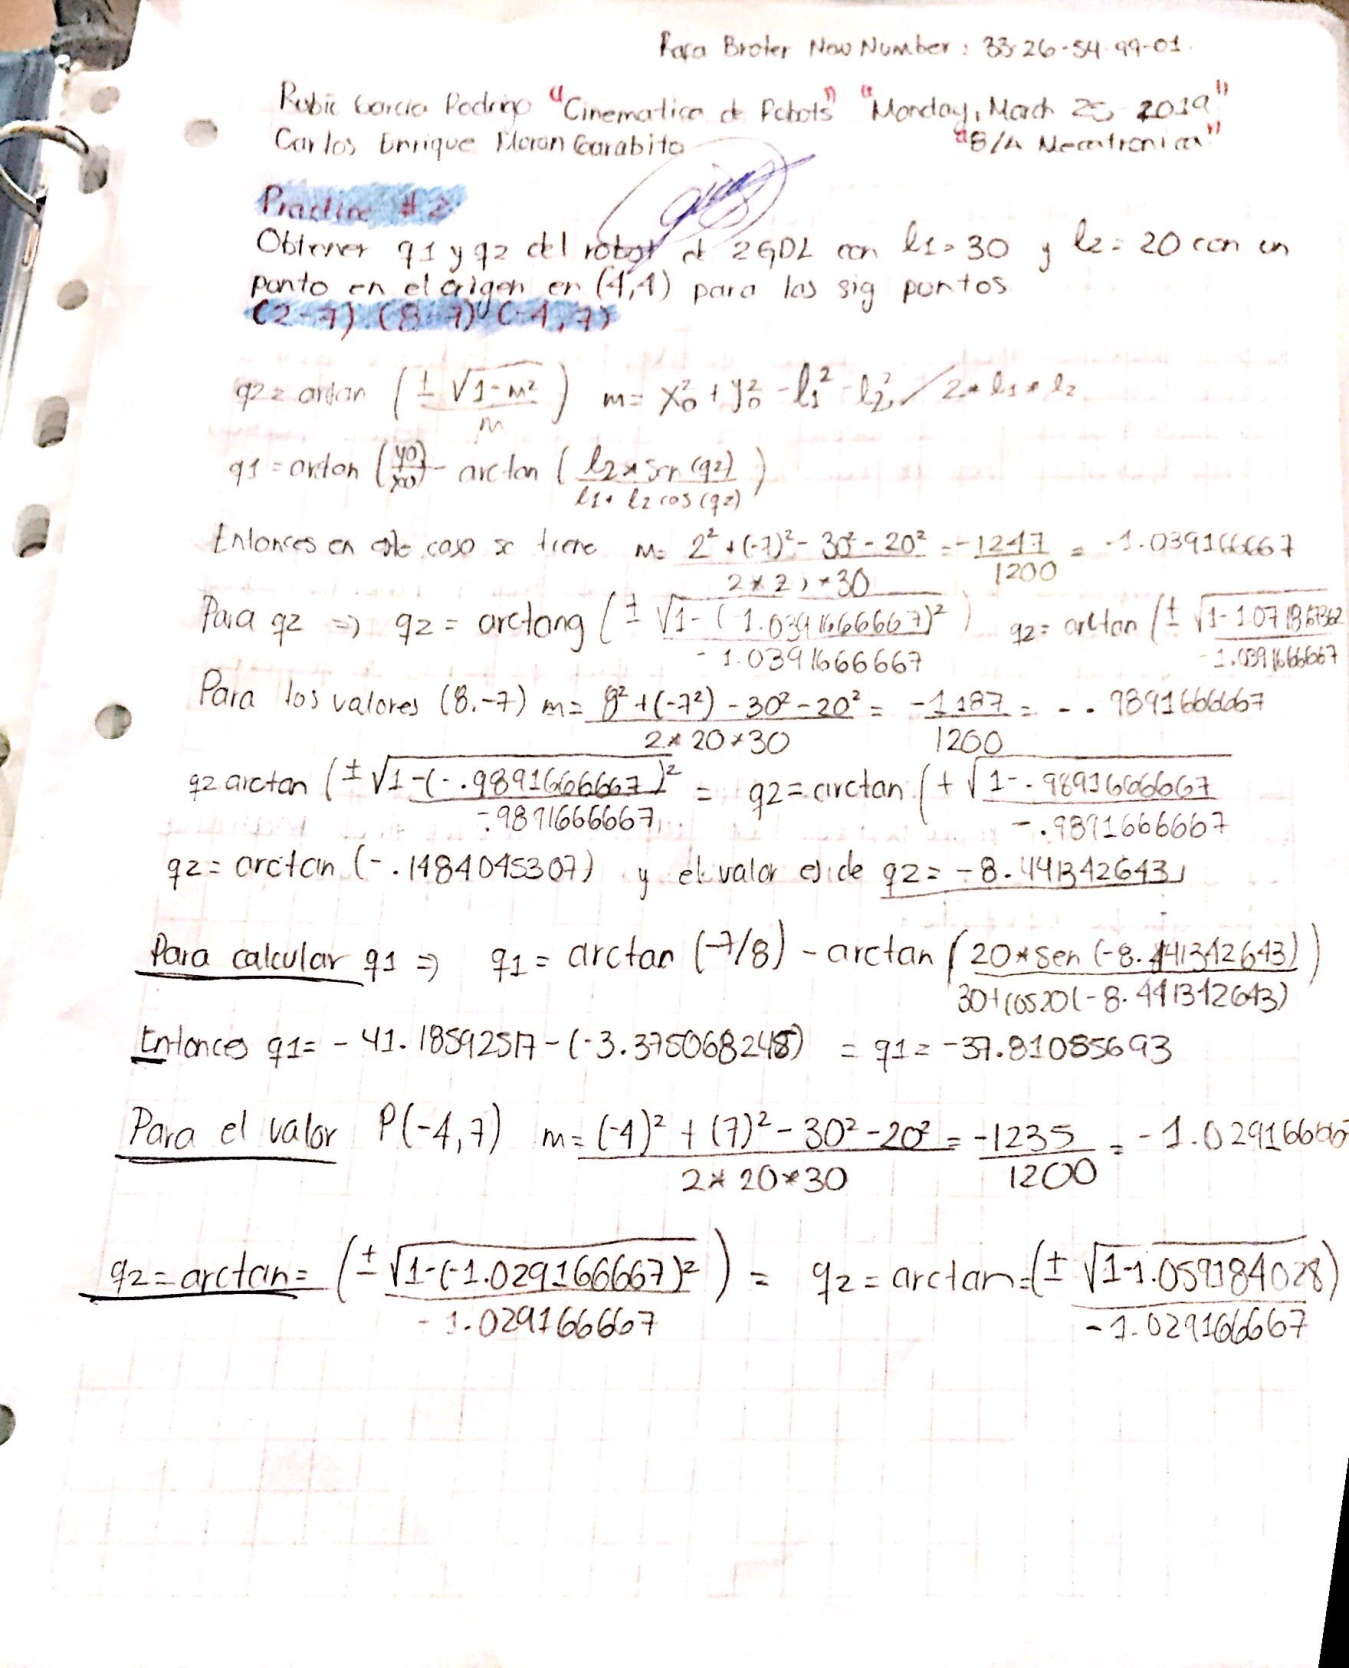 Para Broter New Number: 33-26-54-99-01
Rubio Garcia Rodrigo "Cinematica de Robots" "Monday, March 25-2019"
Carlos Enrique Moran Garabito "8/A Mecatronica"
Practice #2
Obtener q1 y q2 del robot d 2GDL con l1=30 y l2=20 con un
punto en el origen en (1,1) para los sig puntos
(2-7) (8-7) (-4,7)
q2=arctan (±√1-m² / m) m= x₀² + y₀² - l₁² - l₂² / 2*l₁*l₂
q1=arctan (y0/x0) - arctan (l2*sen(q2) / l1+l2cos(q2))
Entonces en este caso se tiene m= 2²+(-7)²-30²-20² / 2*2)*30 = -1247/1200 = -1.039166667
Para q2 => q2= arctang (±√1-(-1.0391666667)² / -1.0391666667) q2= arctan (±√1-1.07 / -1.0391666667
Para los valores (8,-7) m= 8²+(-7²)-30²-20² / 2*20*30 = -1187/1200 = -.9891666667
q2 arctan (±√1-(-.9891666667)² / -.9891666667 = q2=arctan (+√1-.9891666667 / -.9891666667
q2= arctan (-.1484045307) y el valor es de q2= -8.441342643
Para calcular q1 => q1= arctan (-7/8) - arctan (20*sen(-8.441342643) / 30+cos20(-8.441342643))
Entonces q1= -41.18592517-(-3.375068248) = q1= -37.81085693
Para el valor P(-4,7) m= (-4)²+(7)²-30²-20² / 2*20*30 = -1235/1200 = -1.02916666
q2=arctan= (±√1-(-1.029166667)² / -1.029166667) = q2=arctan=(±√1-1.059184028) / -1.029166667